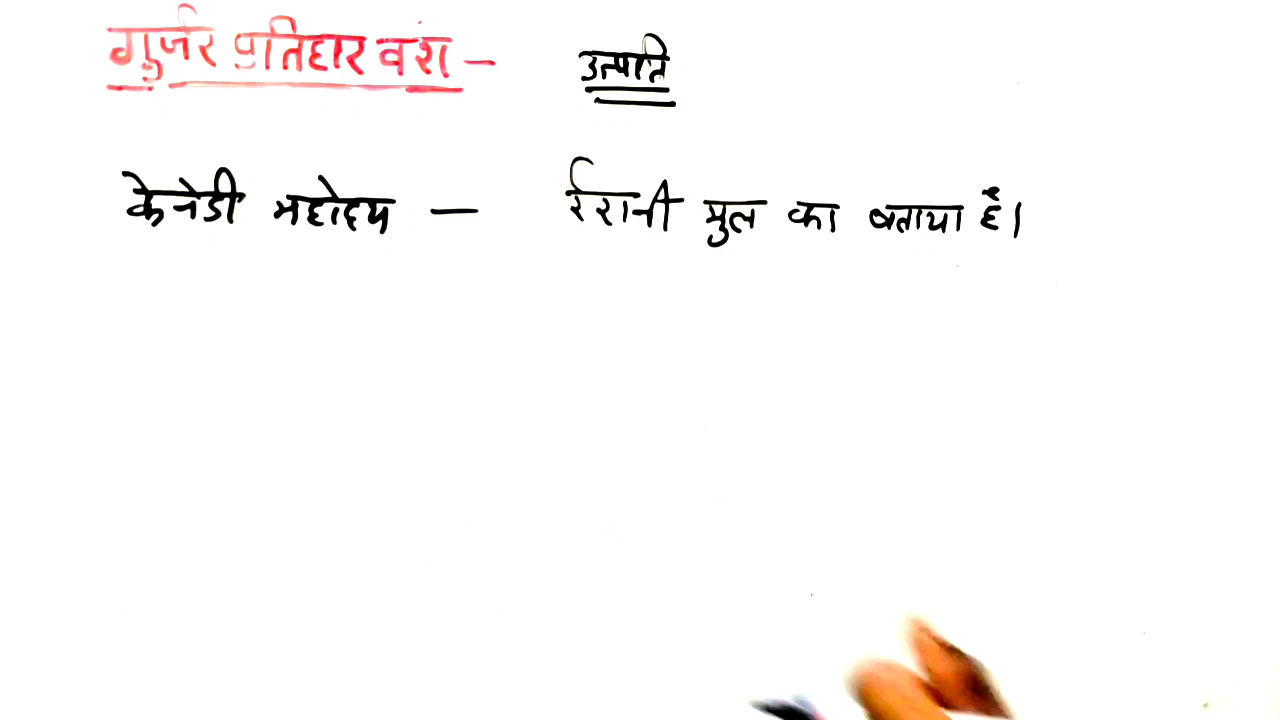 गुर्जर प्रतिहार वंश - उत्पति
केनेडी महोदय - ईरानी मुल का बताया है।